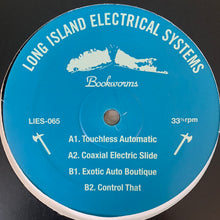 LONG ISLAND ELECTRICAL SYSTEMS
Bookworms
LIES-065
33⅓rpm
A1. Touchless Automatic
A2. Coaxial Electric Slide
B1. Exotic Auto Boutique
B2. Control That